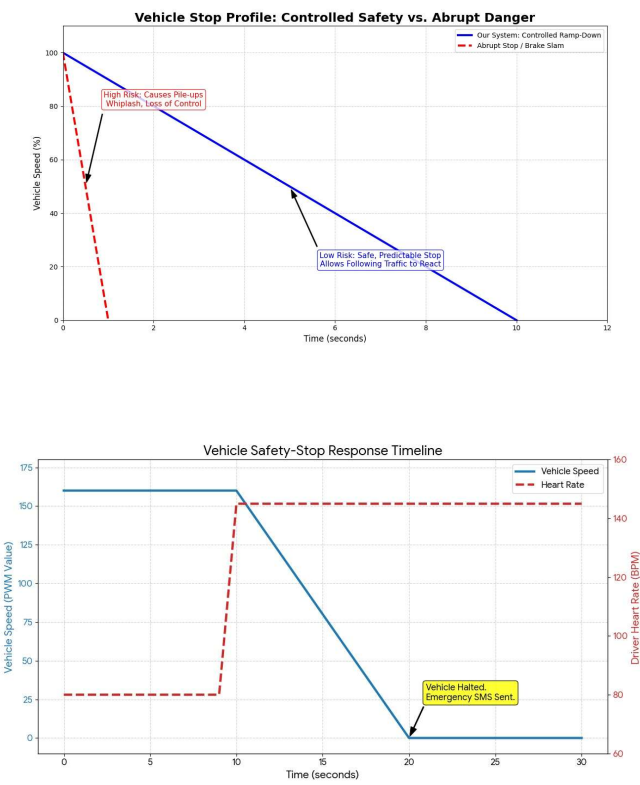 Vehicle Stop Profile: Controlled Safety vs. Abrupt Danger
Our System: Controlled Ramp-Down
Abrupt Stop / Brake Slam
High Risk: Causes Pile-ups
Whiplash, Loss of Control
Low Risk: Safe, Predictable Stop
Allows Following Traffic to React
Vehicle Speed (%)
100
80
60
40
20
0
0 2 4 6 8 10 12
Time (seconds)
Vehicle Safety-Stop Response Timeline
Vehicle Speed
Heart Rate
Vehicle Speed (PWM Value)
175
150
125
100
75
50
25
0
Vehicle Halted.
Emergency SMS Sent.
Driver Heart Rate (BPM)
160
140
120
100
80
60
0 5 10 15 20 25 30
Time (seconds)